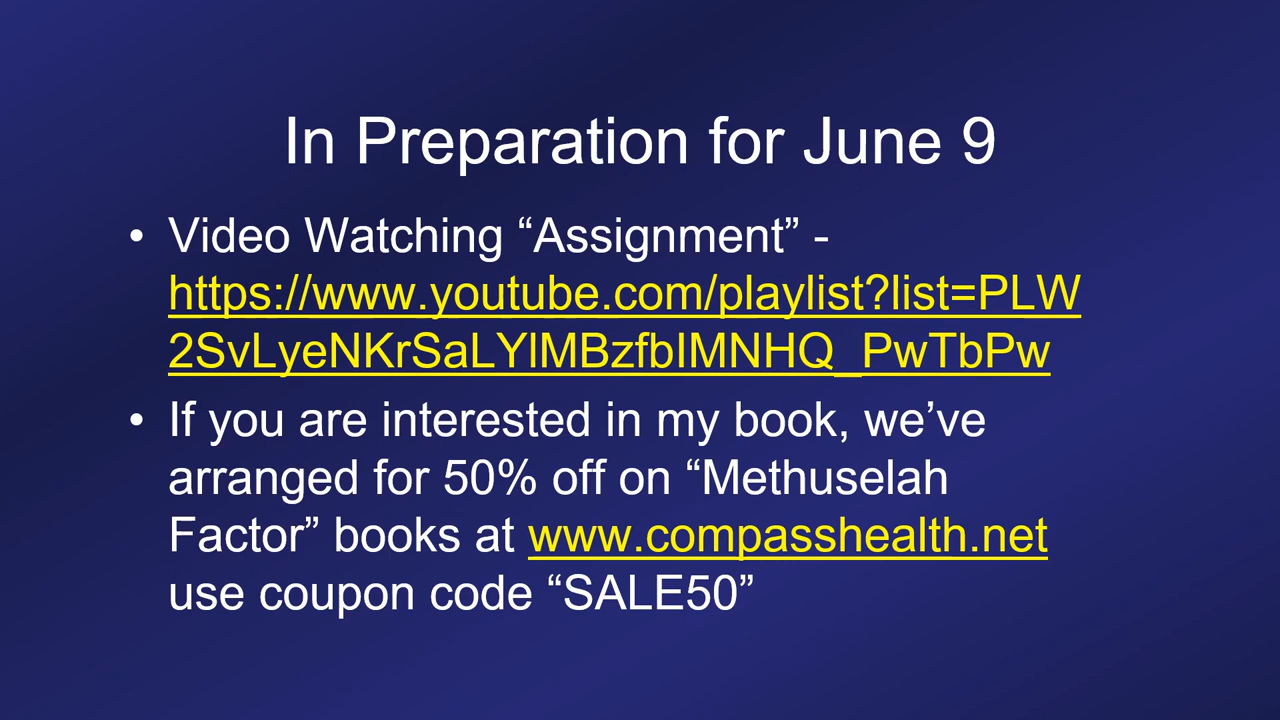 In Preparation for June 9
• Video Watching “Assignment” -
https://www.youtube.com/playlist?list=PLW
2SvLyeNKrSaLYlMBzfbIMNHQ_PwTbPw
• If you are interested in my book, we’ve
arranged for 50% off on “Methuselah
Factor” books at www.compasshealth.net
use coupon code “SALE50”